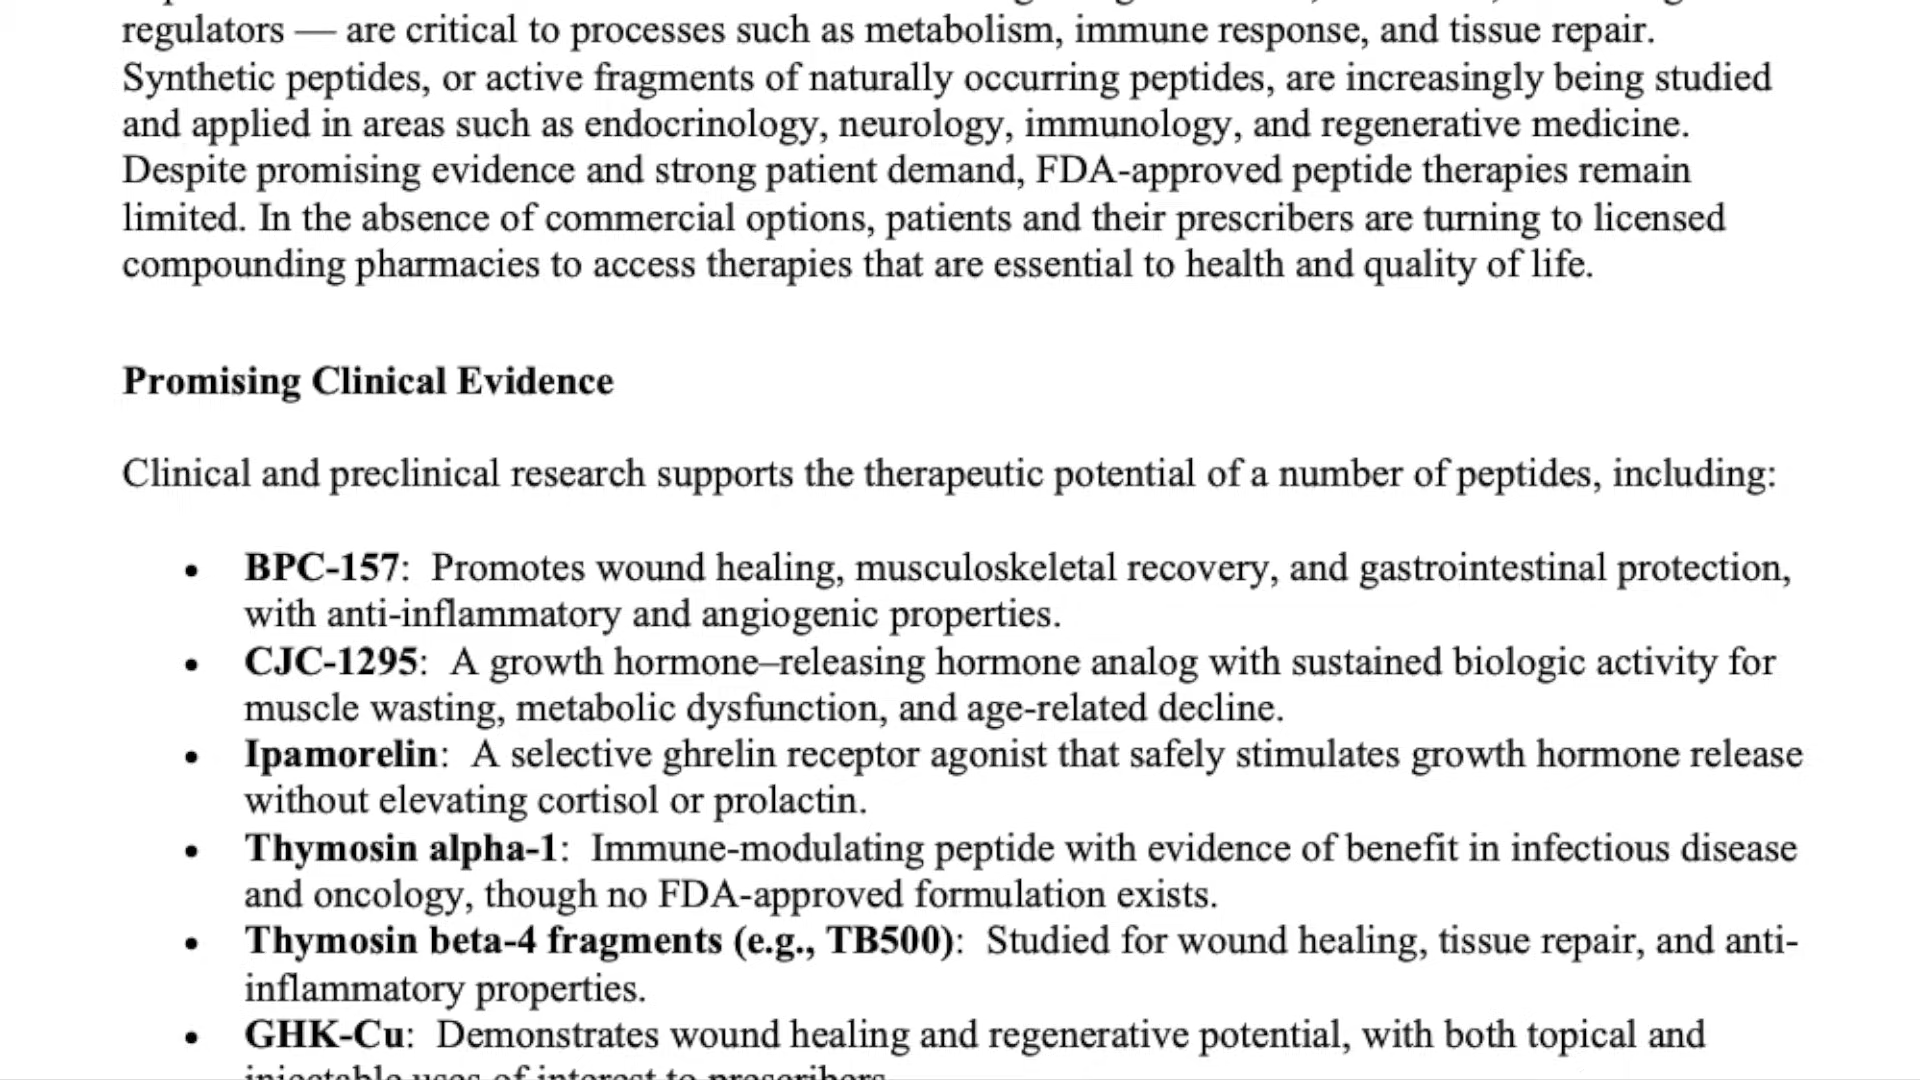 regulators — are critical to processes such as metabolism, immune response, and tissue repair.
Synthetic peptides, or active fragments of naturally occurring peptides, are increasingly being studied
and applied in areas such as endocrinology, neurology, immunology, and regenerative medicine.
Despite promising evidence and strong patient demand, FDA-approved peptide therapies remain
limited. In the absence of commercial options, patients and their prescribers are turning to licensed
compounding pharmacies to access therapies that are essential to health and quality of life.
Promising Clinical Evidence
Clinical and preclinical research supports the therapeutic potential of a number of peptides, including:
• BPC-157:  Promotes wound healing, musculoskeletal recovery, and gastrointestinal protection,
with anti-inflammatory and angiogenic properties.
• CJC-1295:  A growth hormone–releasing hormone analog with sustained biologic activity for
muscle wasting, metabolic dysfunction, and age-related decline.
• Ipamorelin:  A selective ghrelin receptor agonist that safely stimulates growth hormone release
without elevating cortisol or prolactin.
• Thymosin alpha-1:  Immune-modulating peptide with evidence of benefit in infectious disease
and oncology, though no FDA-approved formulation exists.
• Thymosin beta-4 fragments (e.g., TB500):  Studied for wound healing, tissue repair, and anti-
inflammatory properties.
• GHK-Cu:  Demonstrates wound healing and regenerative potential, with both topical and
injectable uses of interest to prescribers